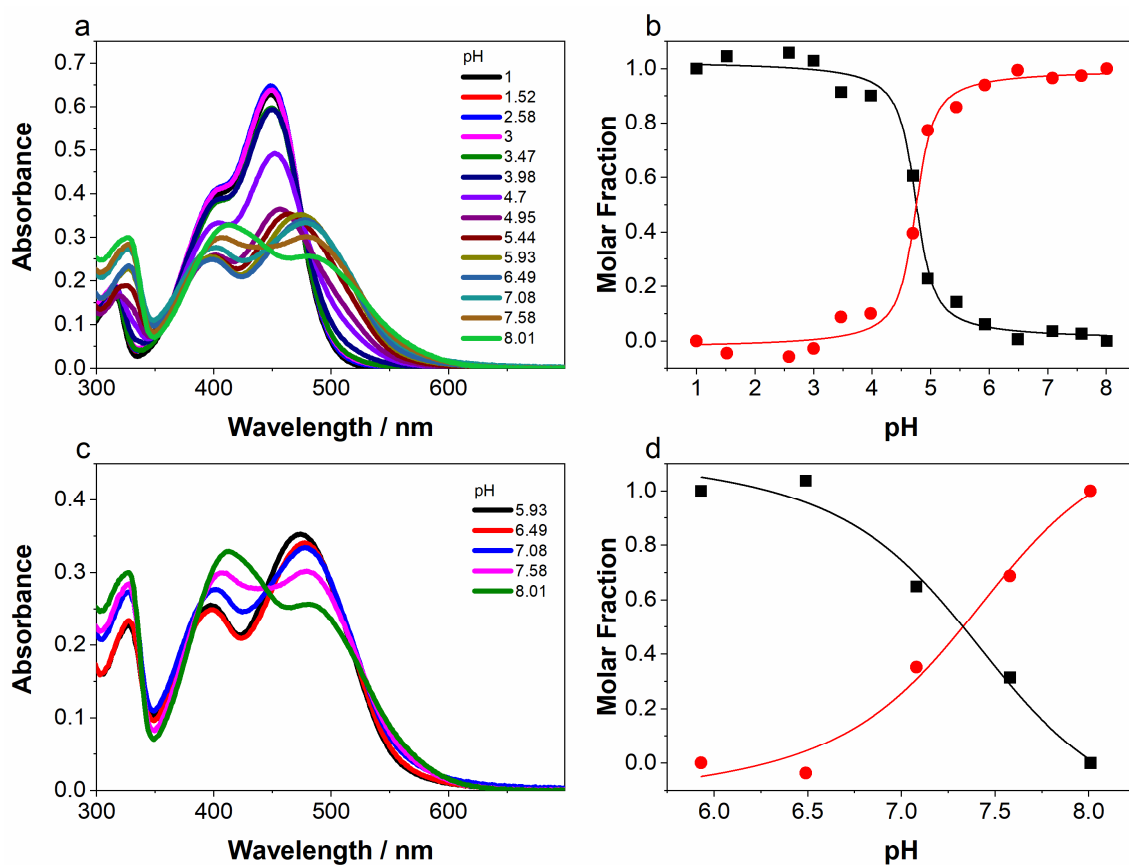 a
pH
1
1.52
2.58
3
3.47
3.98
4.7
4.95
5.44
5.93
6.49
7.08
7.58
8.01
0.7
0.6
0.5
0.4
0.3
0.2
0.1
0.0
Absorbance
300 400 500 600
Wavelength / nm
b
1.0
0.8
0.6
0.4
0.2
0.0
Molar Fraction
1 2 3 4 5 6 7 8
pH
c
pH
5.93
6.49
7.08
7.58
8.01
0.4
0.3
0.2
0.1
0.0
Absorbance
300 400 500 600
Wavelength / nm
d
1.0
0.8
0.6
0.4
0.2
0.0
Molar Fraction
6.0 6.5 7.0 7.5 8.0
pH